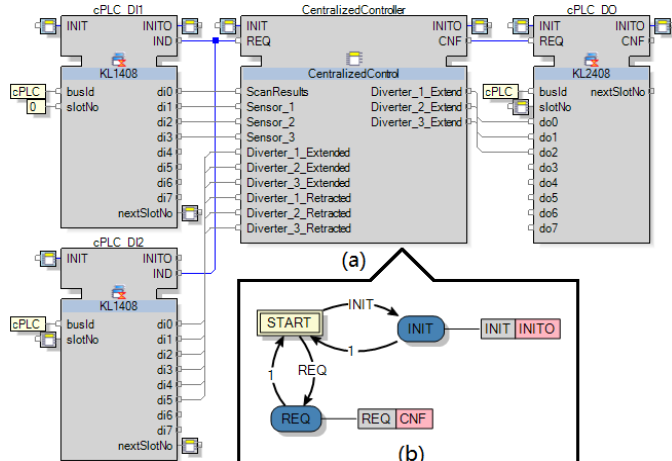 cPLC_DI1
INIT INITO
IND
KL1408
cPLC busId di0
0 slotNo di1
di2
di3
di4
di5
di6
di7
nextSlotNo
CentralizedController
INIT INITO
REQ CNF
CentralizedControl
ScanResults Diverter_1_Extend
Sensor_1 Diverter_2_Extend
Sensor_2 Diverter_3_Extend
Sensor_3
Diverter_1_Extended
Diverter_2_Extended
Diverter_3_Extended
Diverter_1_Retracted
Diverter_2_Retracted
Diverter_3_Retracted
cPLC_DO
INIT INITO
REQ CNF
KL2408
cPLC busId nextSlotNo
slotNo
do0
do1
do2
do3
do4
do5
do6
do7
(a)
cPLC_DI2
INIT INITO
IND
KL1408
cPLC busId di0
slotNo di1
di2
di3
di4
di5
di6
di7
nextSlotNo
START INIT INIT INIT INITO
1
1 REQ
REQ REQ CNF
(b)